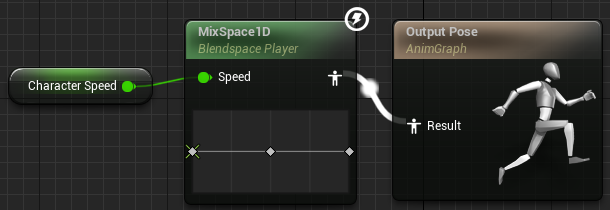 MixSpace1D
Blendspace Player
Output Pose
AnimGraph
Character Speed
Speed
Result